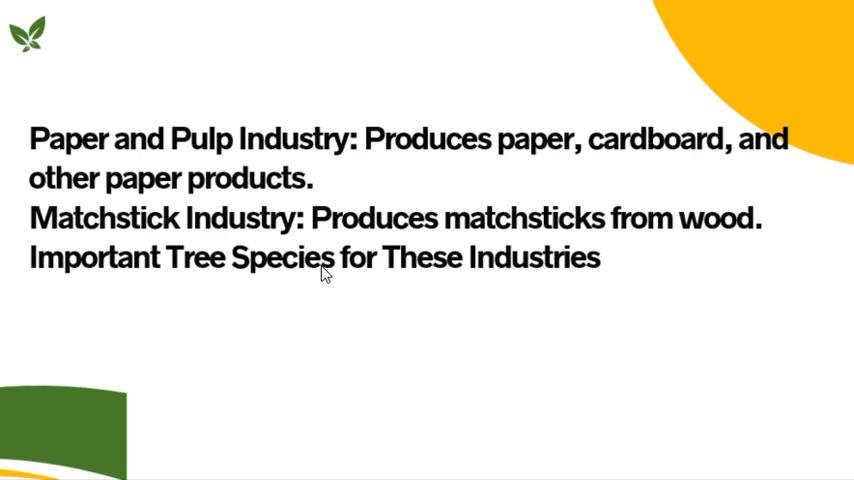 Paper and Pulp Industry: Produces paper, cardboard, and
other paper products.
Matchstick Industry: Produces matchsticks from wood.
Important Tree Species for These Industries